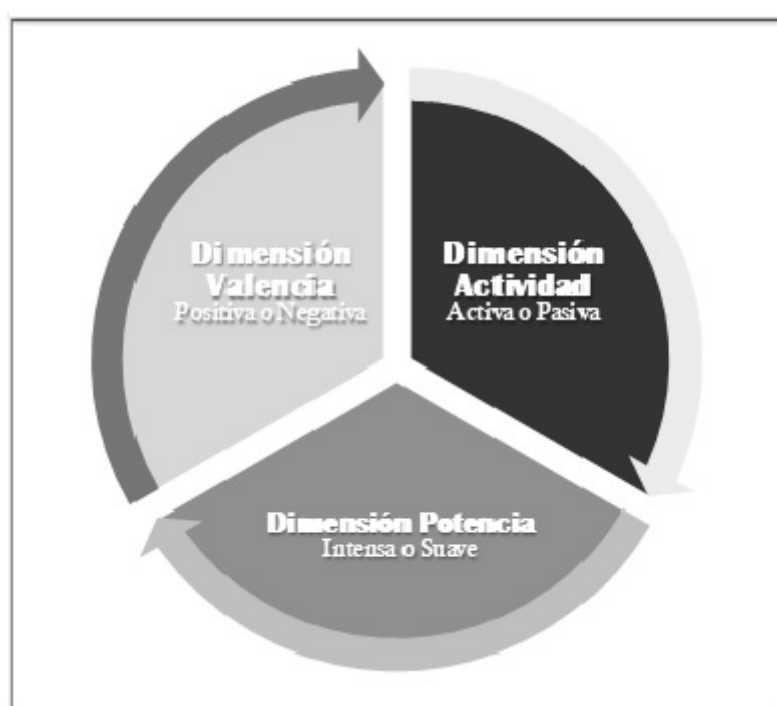 Dimensión
Valencia
Positiva o Negativa
Dimensión
Actividad
Activa o Pasiva
Dimensión Potencia
Intensa o Suave